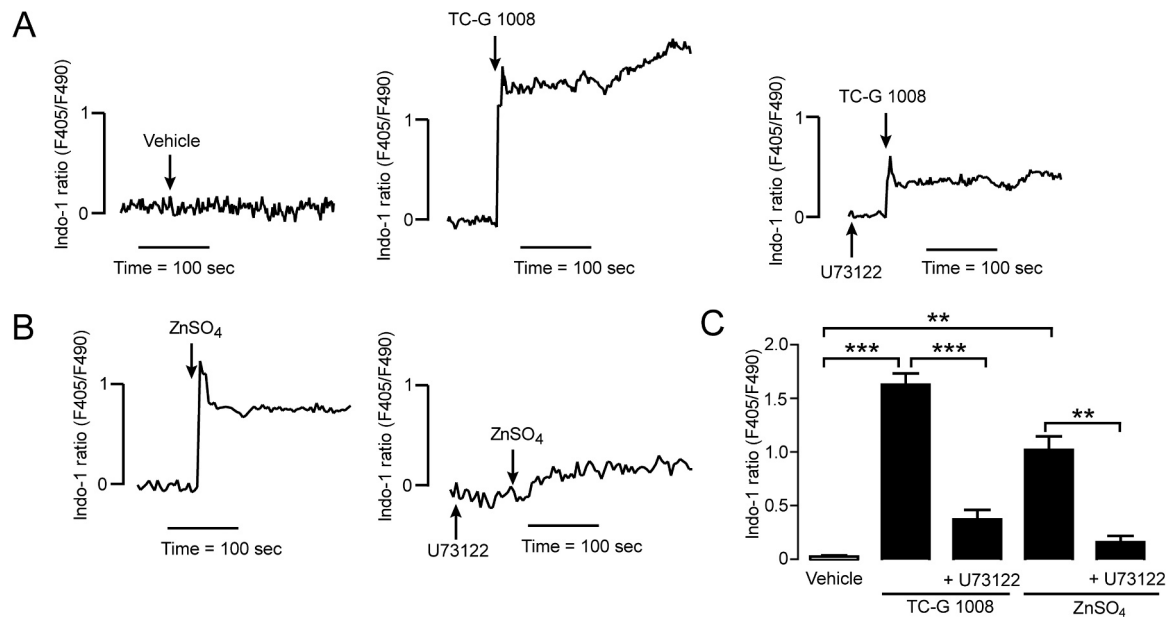 A
Indo-1 ratio (F405/F490)
1
0
Vehicle
Time = 100 sec
TC-G 1008
Indo-1 ratio (F405/F490)
1
0
Time = 100 sec
TC-G 1008
Indo-1 ratio (F405/F490)
1
0
U73122
Time = 100 sec
B
ZnSO4
Indo-1 ratio (F405/F490)
1
0
Time = 100 sec
Indo-1 ratio (F405/F490)
1
0
ZnSO4
U73122
Time = 100 sec
C
Indo-1 ratio (F405/F490)
2.0
1.5
1.0
0.5
0
**
*** ***
**
Vehicle + U73122 + U73122
TC-G 1008 ZnSO4